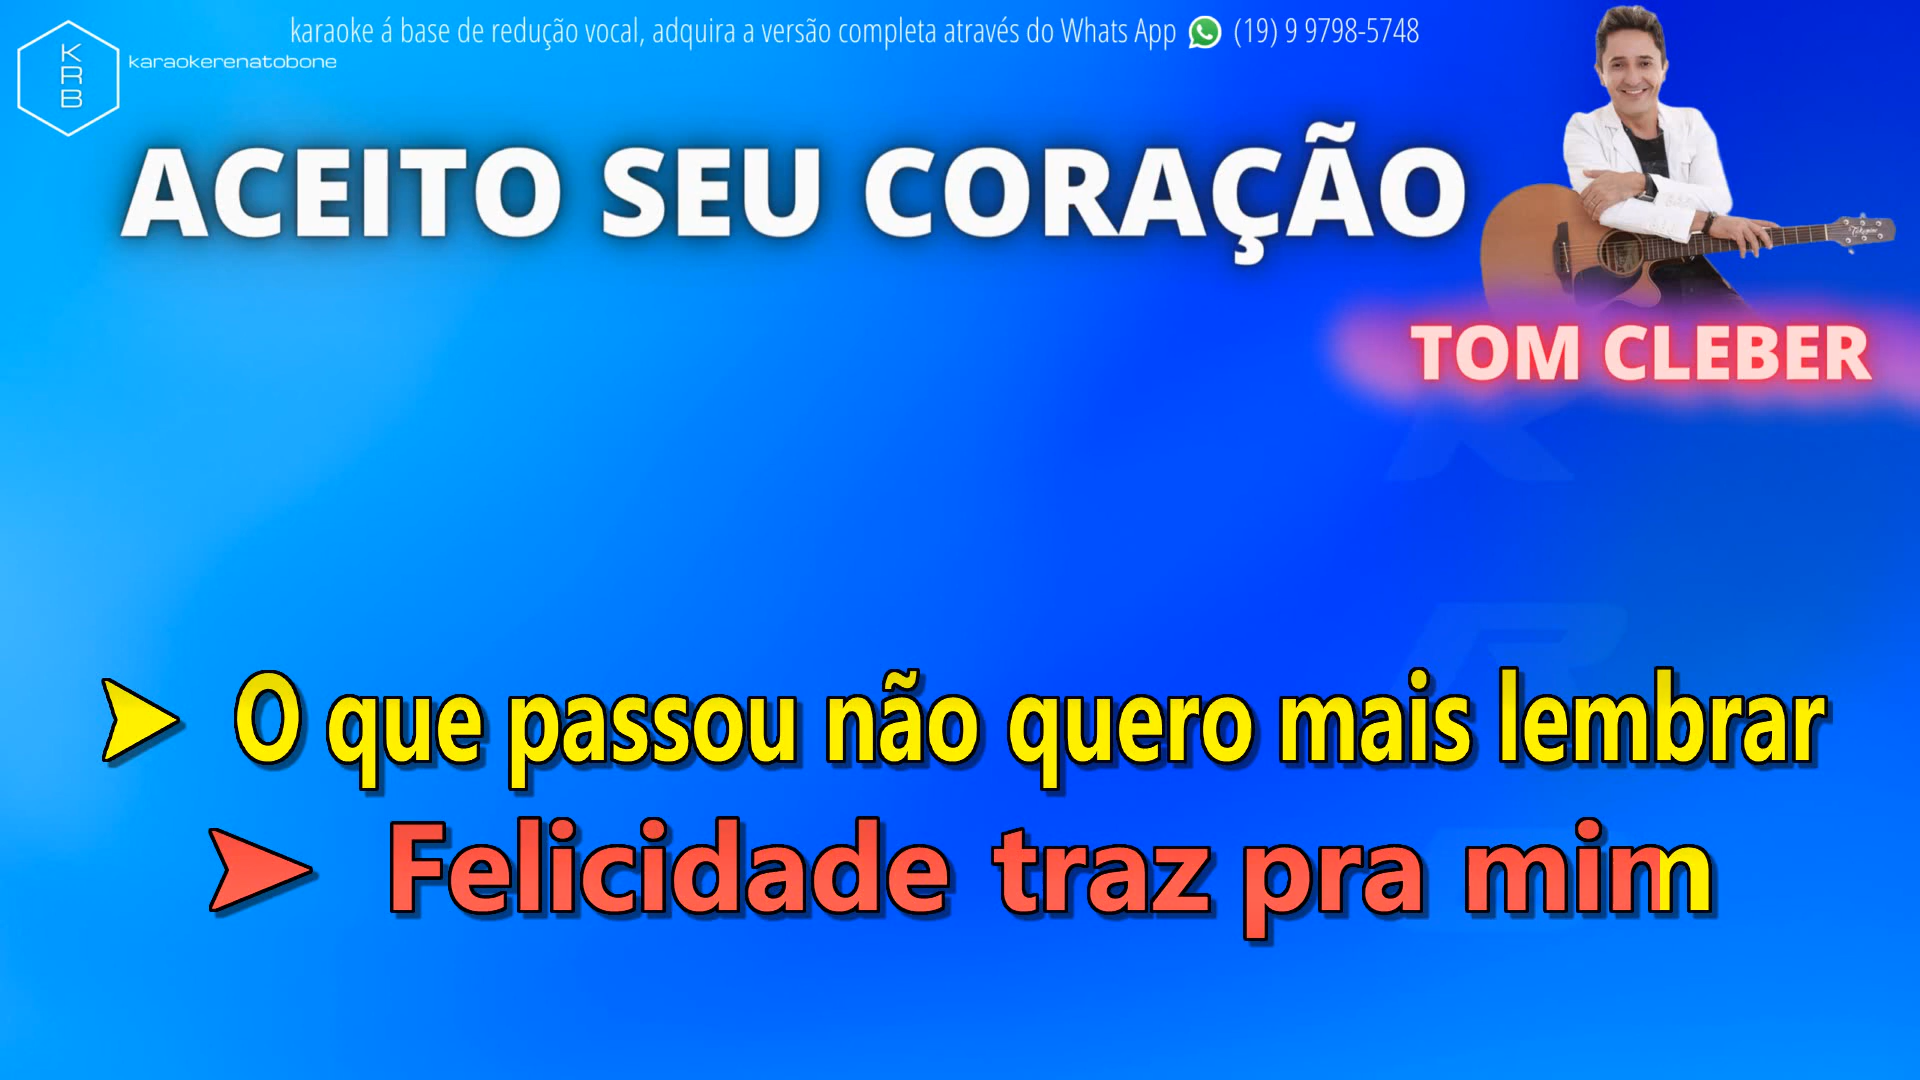 karaoke á base de redução vocal, adquira a versão completa através do Whats App (19) 9 9798-5748
K
R
B
karaokerenatobone
ACEITO SEU CORAÇÃO
TOM CLEBER
O que passou não quero mais lembrar
Felicidade traz pra mim